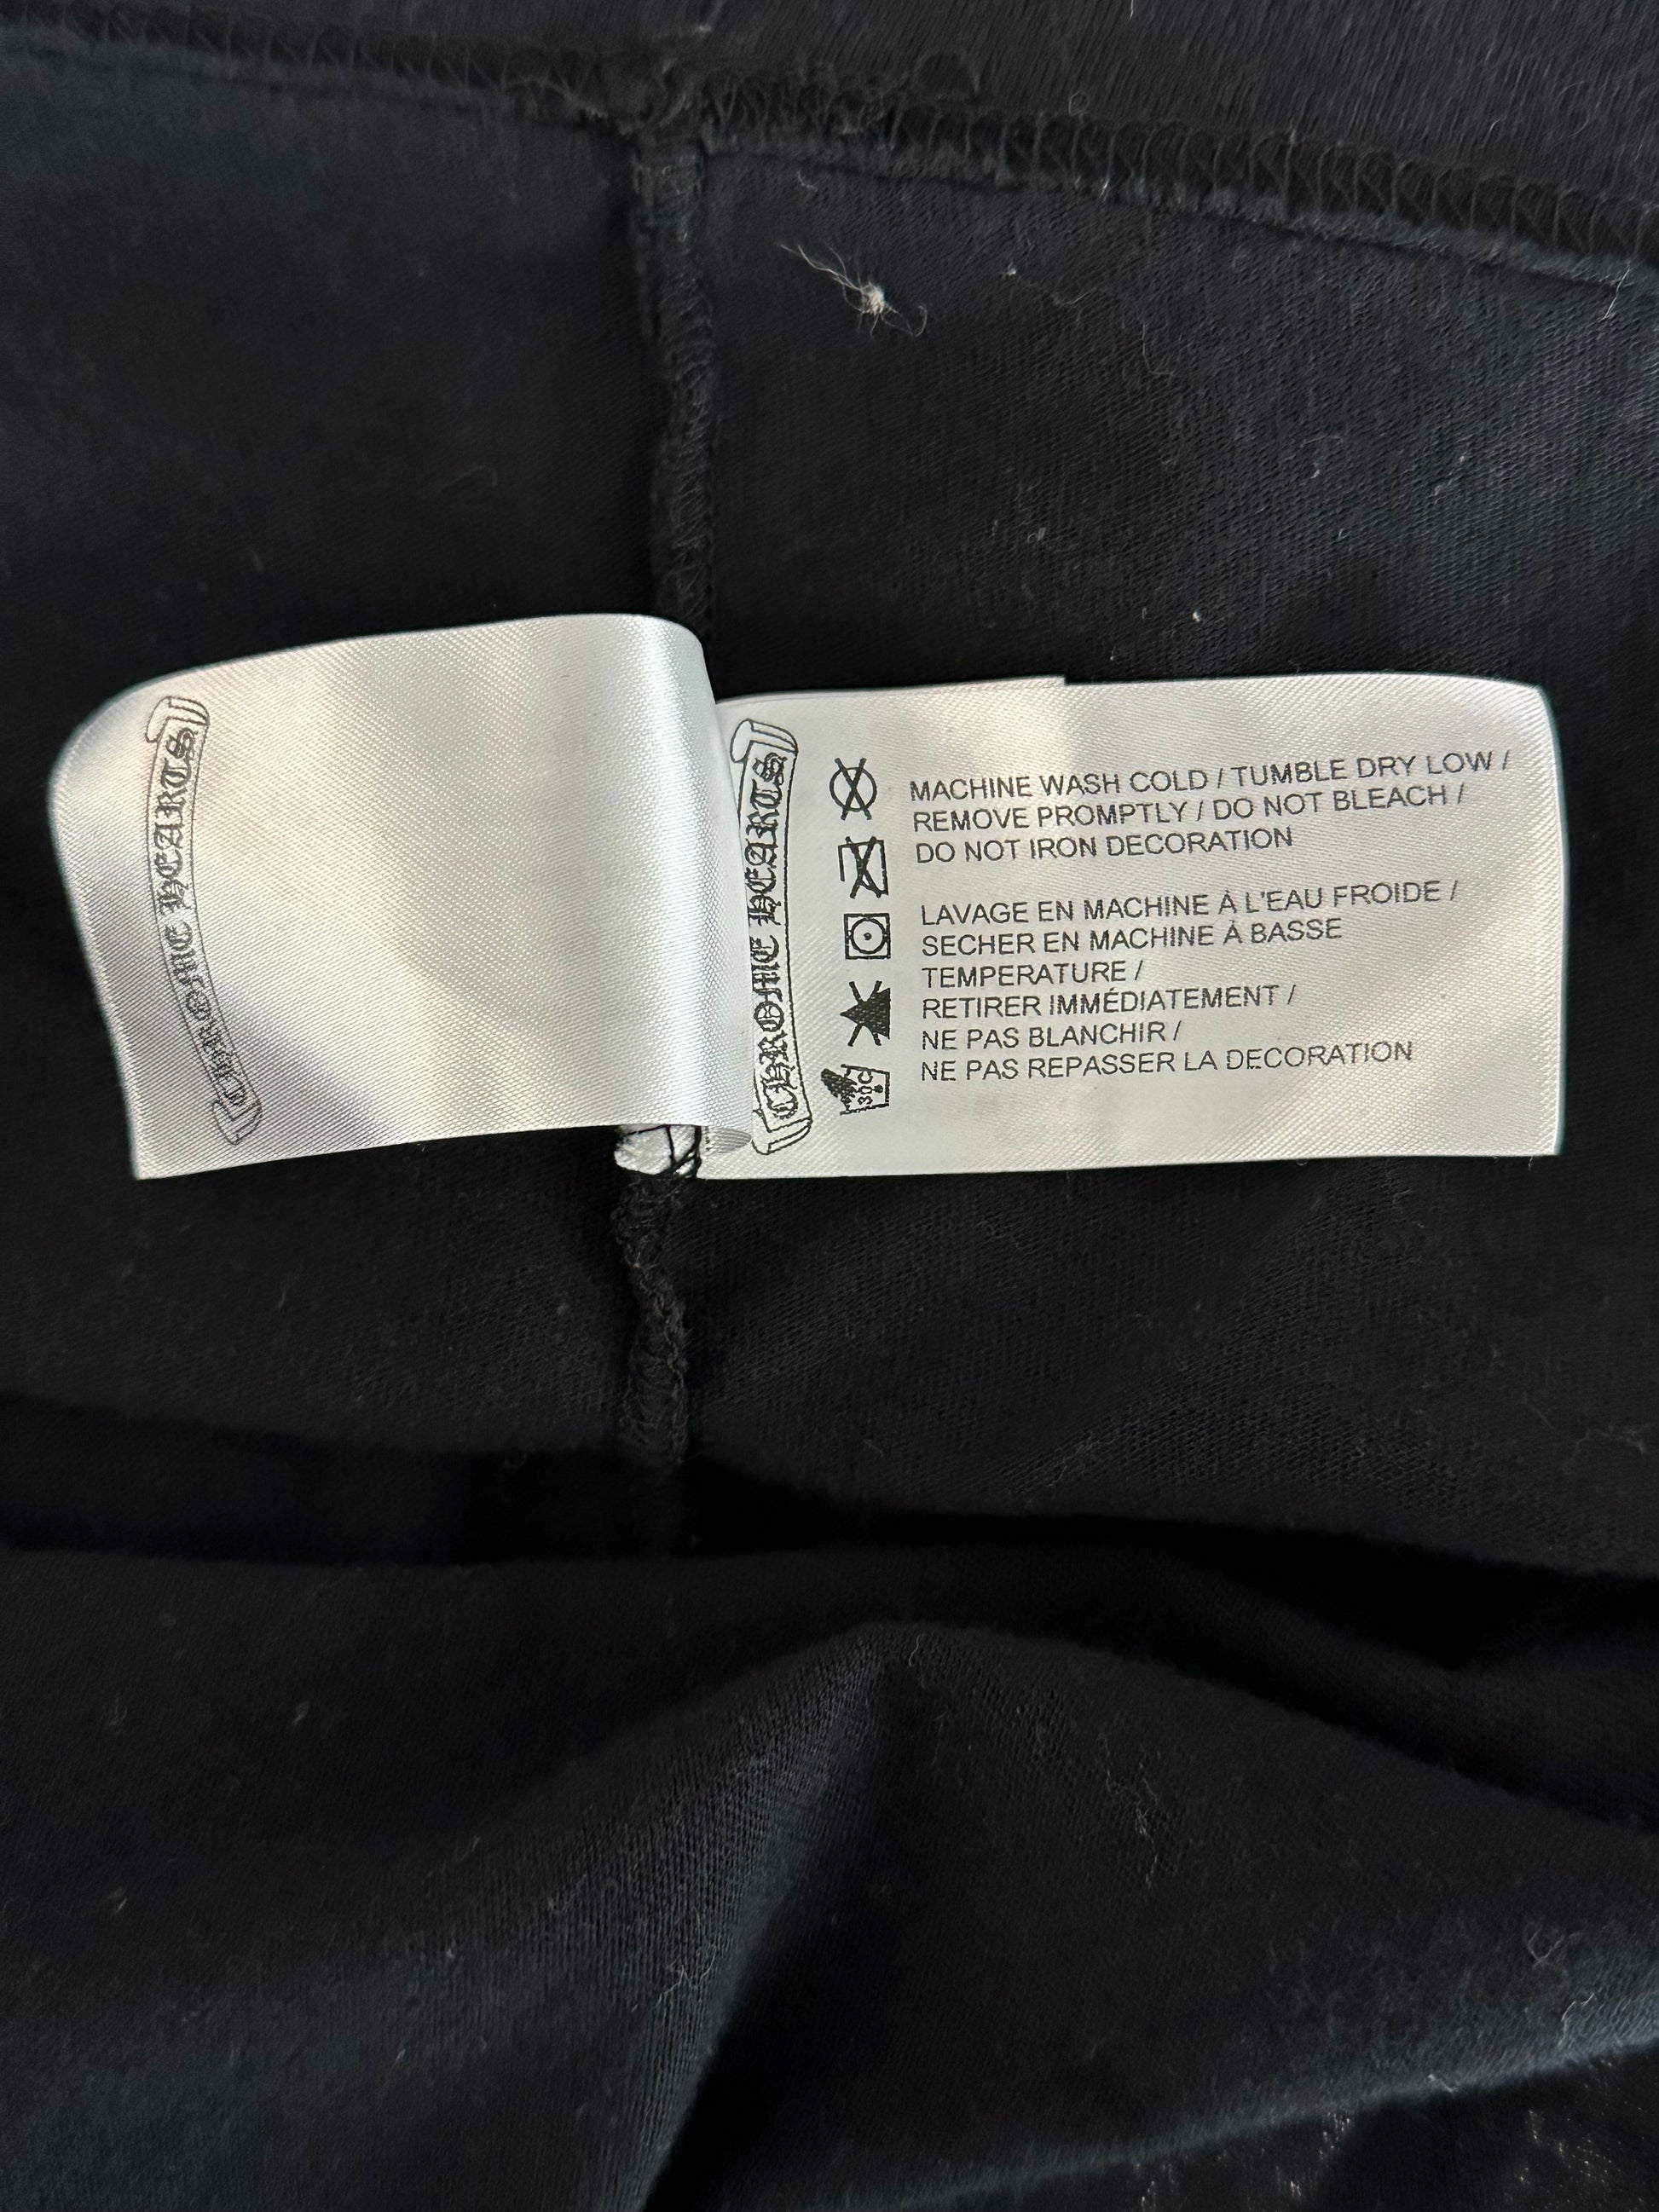 CHROME HEARTS
CHROME HEARTS
MACHINE WASH COLD / TUMBLE DRY LOW /
REMOVE PROMPTLY / DO NOT BLEACH /
DO NOT IRON DECORATION
LAVAGE EN MACHINE À L'EAU FROIDE /
SECHER EN MACHINE À BASSE
TEMPERATURE /
RETIRER IMMÉDIATEMENT /
NE PAS BLANCHIR /
NE PAS REPASSER LA DECORATION
30C